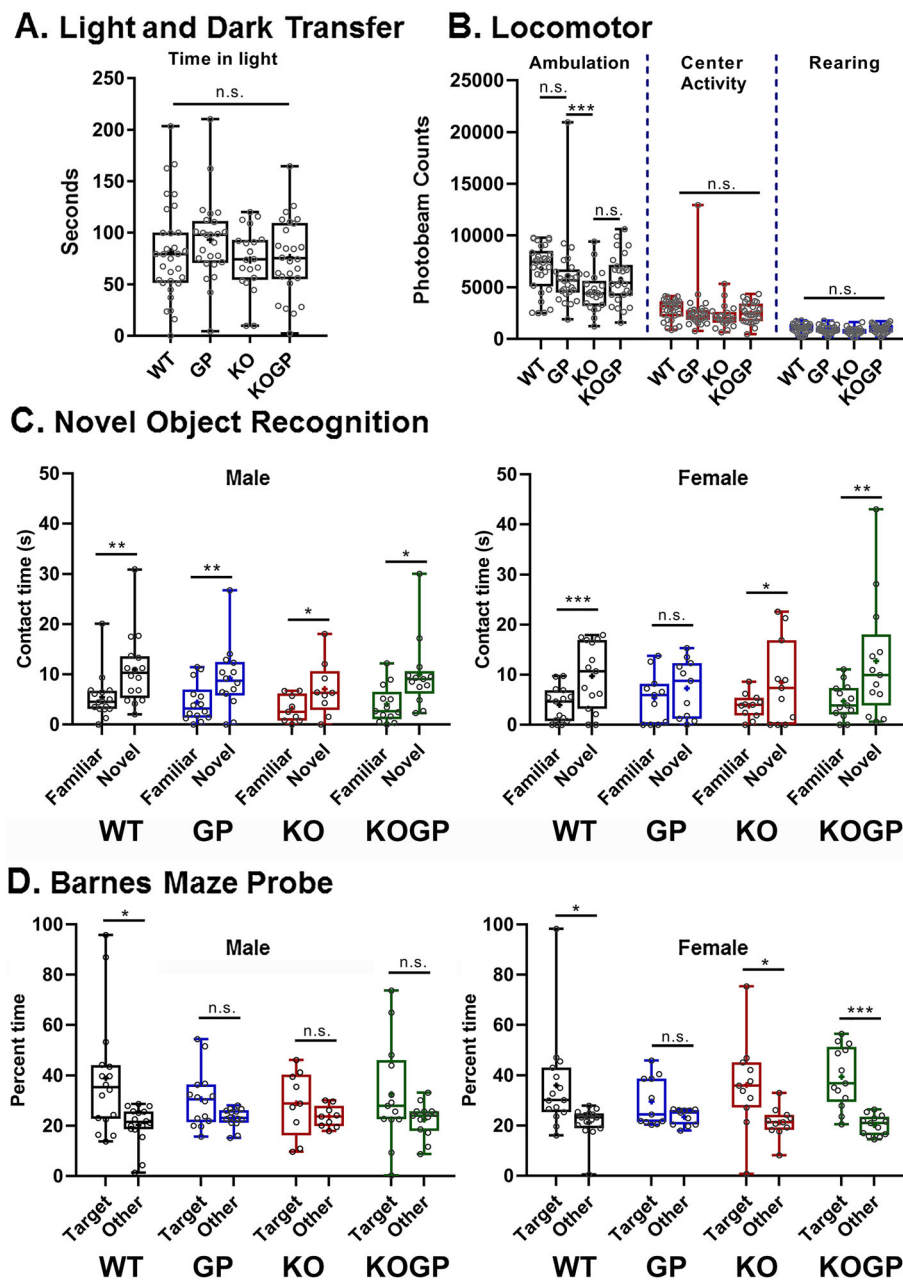 A. Light and Dark Transfer
Time in light
n.s.
250
200
150
100
50
0
Seconds
WT
GP
KO
KOGP
B. Locomotor
Ambulation
Center
Activity
Rearing
25000
20000
15000
10000
5000
0
Photobeam Counts
n.s.
***
n.s.
n.s.
n.s.
WT
GP
KO
KOGP
WT
GP
KO
KOGP
WT
GP
KO
KOGP
C. Novel Object Recognition
Male
50
40
30
20
10
0
Contact time (s)
**
**
*
*
Familiar
Novel
Familiar
Novel
Familiar
Novel
Familiar
Novel
WT
GP
KO
KOGP
Female
50
40
30
20
10
0
Contact time (s)
***
n.s.
*
**
Familiar
Novel
Familiar
Novel
Familiar
Novel
Familiar
Novel
WT
GP
KO
KOGP
D. Barnes Maze Probe
Male
100
80
60
40
20
0
Percent time
*
n.s.
n.s.
n.s.
Target
Other
Target
Other
Target
Other
Target
Other
WT
GP
KO
KOGP
Female
100
80
60
40
20
0
Percent time
*
n.s.
*
***
Target
Other
Target
Other
Target
Other
Target
Other
WT
GP
KO
KOGP